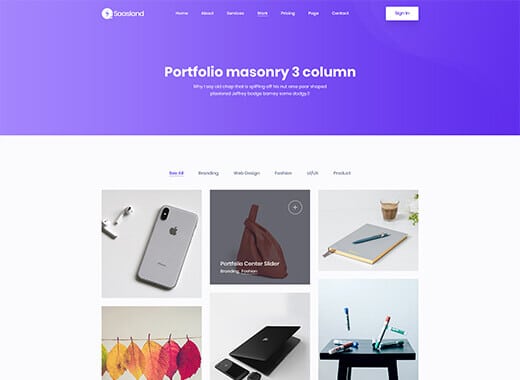 Saasland
Home About Services Work Pricing Page Contact
Sign In
Portfolio masonry 3 column
Why I say old chap that is spiffing off his nut arse pear shaped
plastered Jeffrey bodge barney some dodgy.!!
See All Branding Web Design Fashion UI/UX Product
Portfolio Center Slider
Branding, Fashion